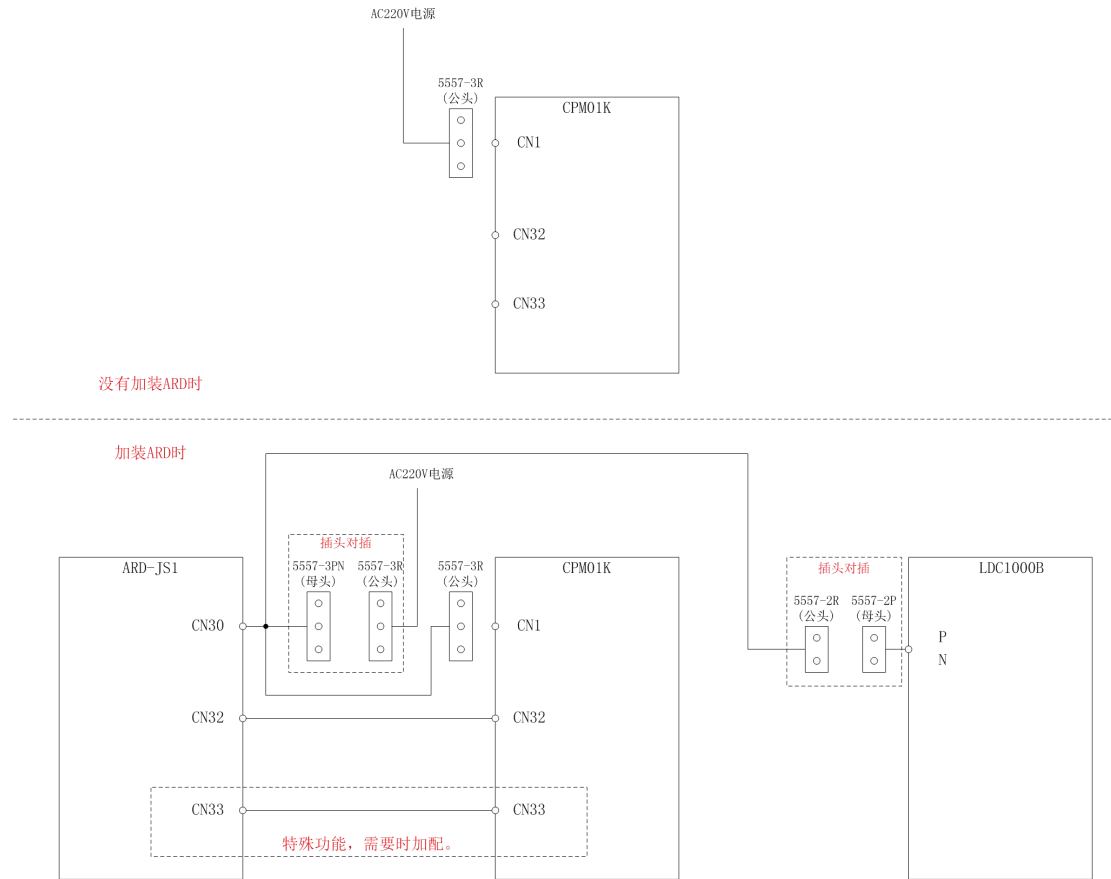 AC220V电源
5557-3R
(公头)
CPM01K
CN1
CN32
CN33
没有加装ARD时
加装ARD时
AC220V电源
插头对插
ARD-JS1
5557-3PN
(母头)
5557-3R
(公头)
5557-3R
(公头)
CPM01K
插头对插
LDC1000B
5557-2R
(公头)
5557-2P
(母头)
CN30
CN1
P
N
CN32
CN32
CN33
CN33
特殊功能，需要时加配。